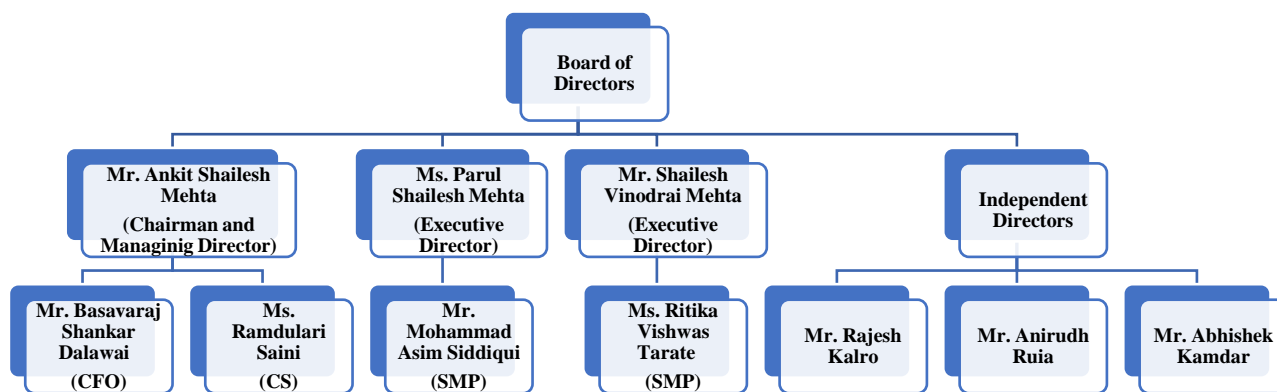 Board of
Directors
Mr. Ankit Shailesh
Mehta
(Chairman and
Managinig Director)
Ms. Parul
Shailesh Mehta
(Executive
Director)
Mr. Shailesh
Vinodrai Mehta
(Executive
Director)
Independent
Directors
Mr. Basavaraj
Shankar
Dalawai
(CFO)
Ms.
Ramdulari
Saini
(CS)
Mr.
Mohammad
Asim Siddiqui
(SMP)
Ms. Ritika
Vishwas
Tarate
(SMP)
Mr. Rajesh
Kalro
Mr. Anirudh
Ruia
Mr. Abhishek
Kamdar